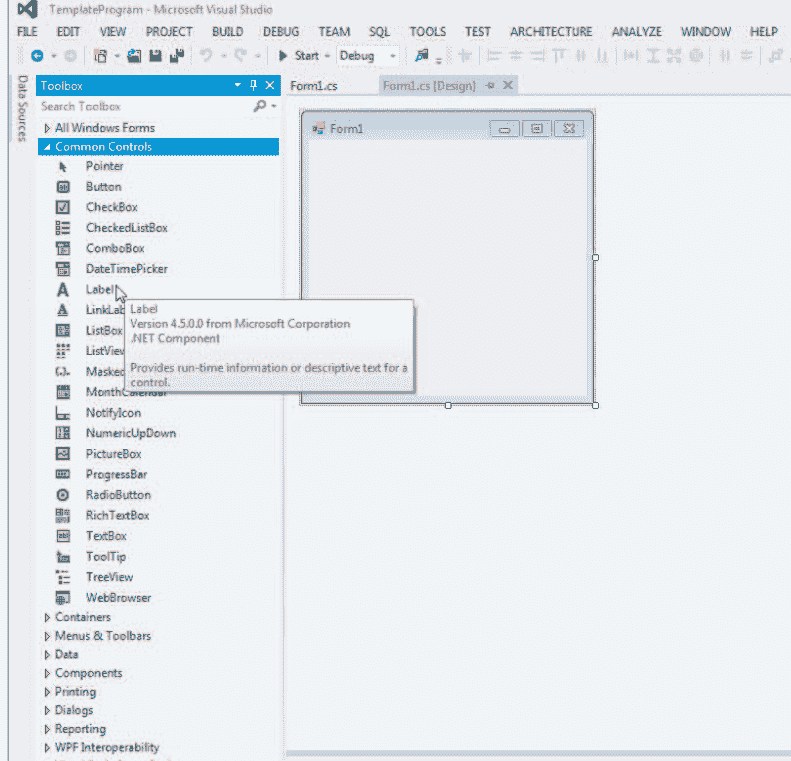 TemplateProgram - Microsoft Visual Studio
FILE EDIT VIEW PROJECT BUILD DEBUG TEAM SQL TOOLS TEST ARCHITECTURE ANALYZE WINDOW HELP
Start Debug
Data Sources
Toolbox
Form1.cs
Form1.cs [Design]
Search Toolbox
All Windows Forms
Common Controls
Pointer
Button
CheckBox
CheckedListBox
ComboBox
DateTimePicker
Label
LinkLab
ListBox
ListView
Masked
MonthCalendar
NotifyIcon
NumericUpDown
PictureBox
ProgressBar
RadioButton
RichTextBox
TextBox
ToolTip
TreeView
WebBrowser
Containers
Menus & Toolbars
Data
Components
Printing
Dialogs
Reporting
WPF Interoperability
Form1
Label
Version 4.5.0.0 from Microsoft Corporation
.NET Component
Provides run-time information or descriptive text for a
control.